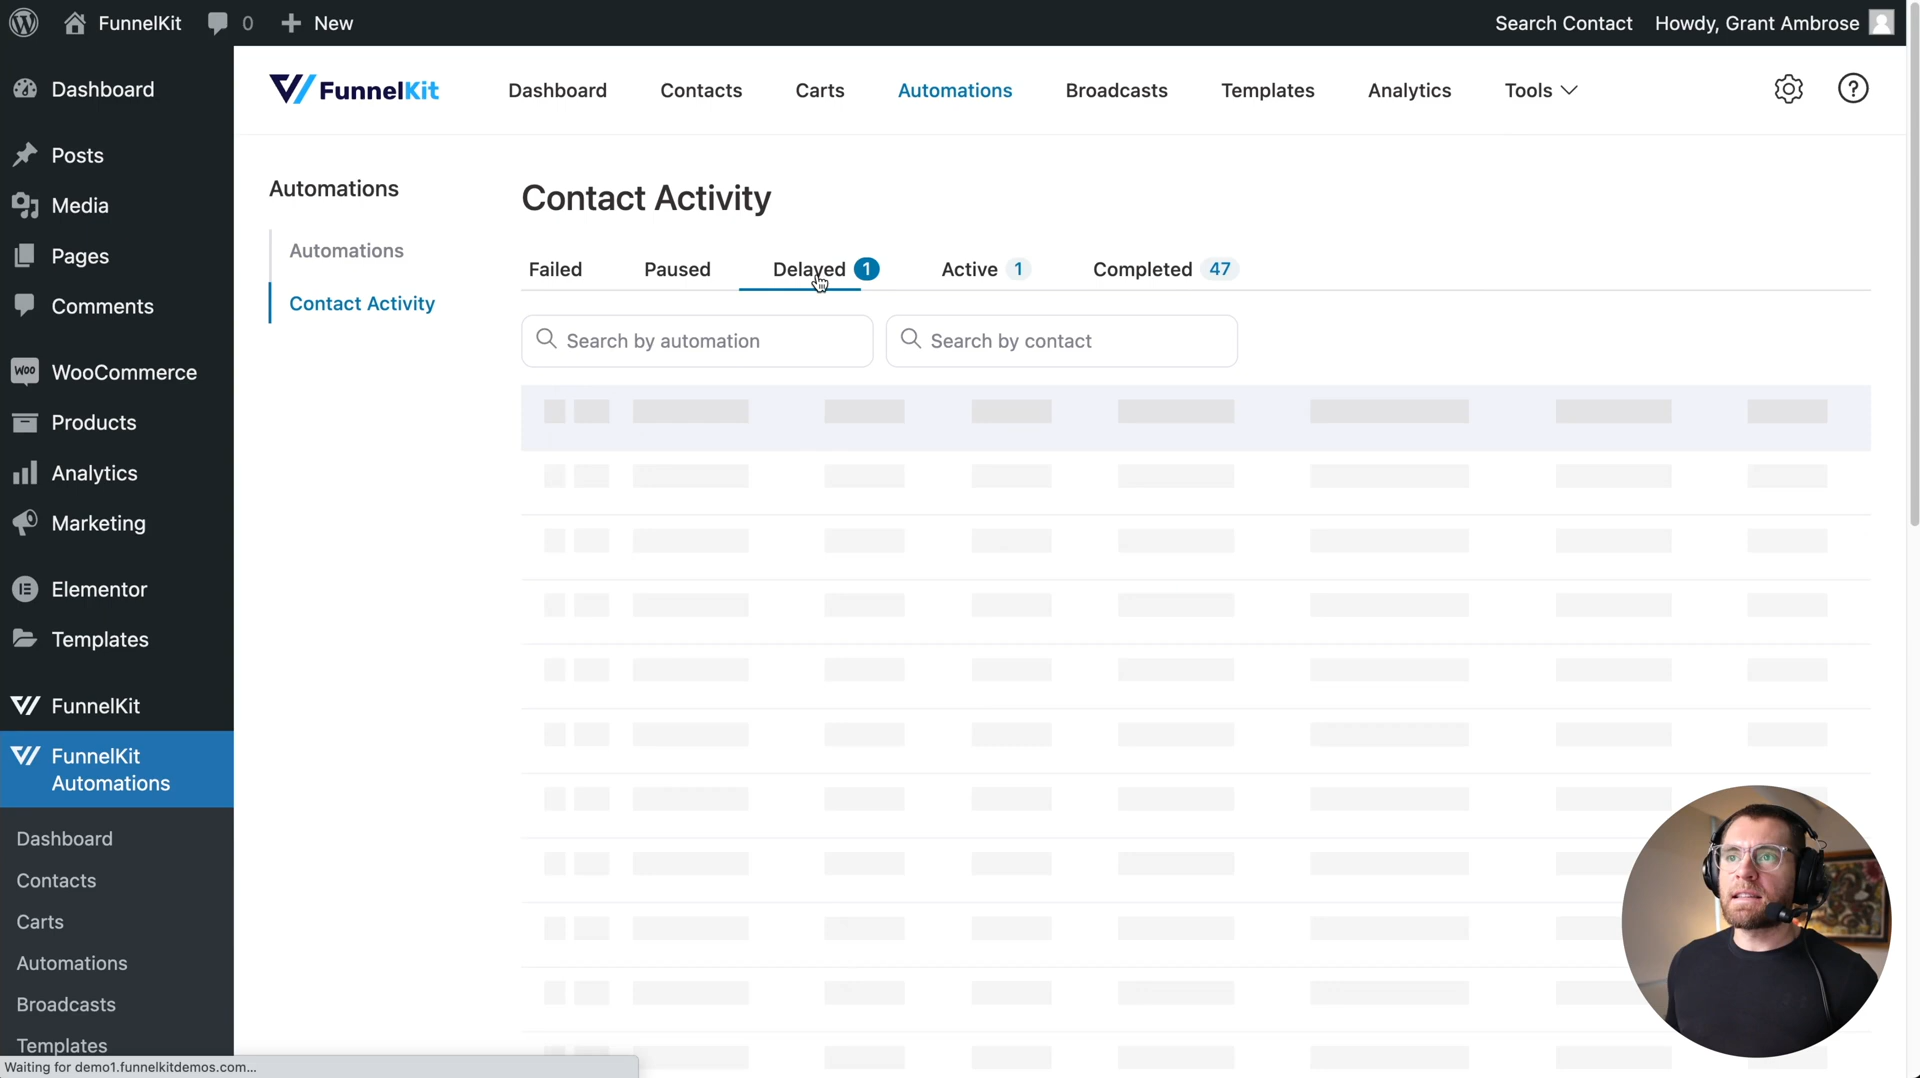 FunnelKit
0
New
Search Contact
Howdy, Grant Ambrose
Dashboard
Posts
Media
Pages
Comments
WOO
WooCommerce
Products
Analytics
Marketing
Elementor
Templates
FunnelKit
FunnelKit
Automations
Dashboard
Contacts
Carts
Automations
Broadcasts
Templates
Waiting for demo1.funnelkitdemos.com...
FunnelKit
Dashboard
Contacts
Carts
Automations
Broadcasts
Templates
Analytics
Tools
?
Automations
Automations
Contact Activity
Contact Activity
Failed
Paused
Delayed 1
Active 1
Completed 47
Search by automation
Search by contact